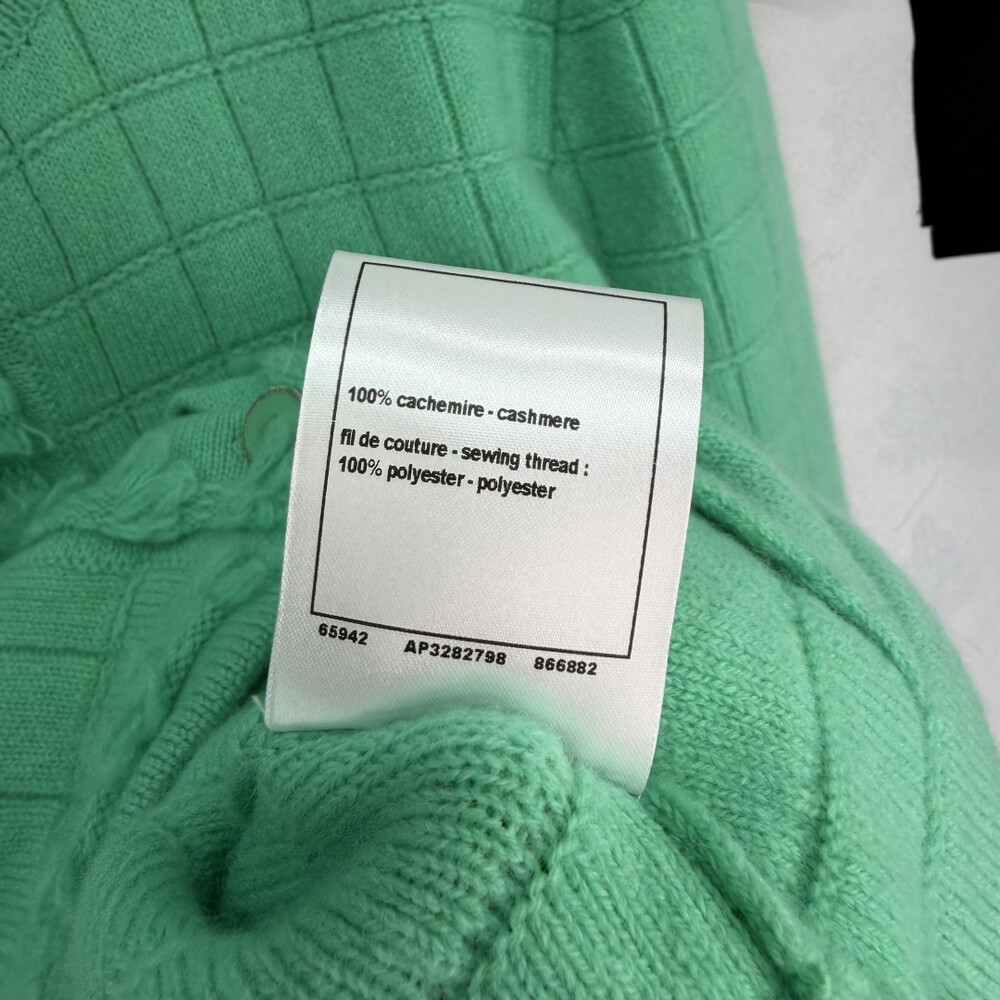 100% cachemire - cashmere
fil de couture - sewing thread :
100% polyester - polyester
65942 AP3282798 866882